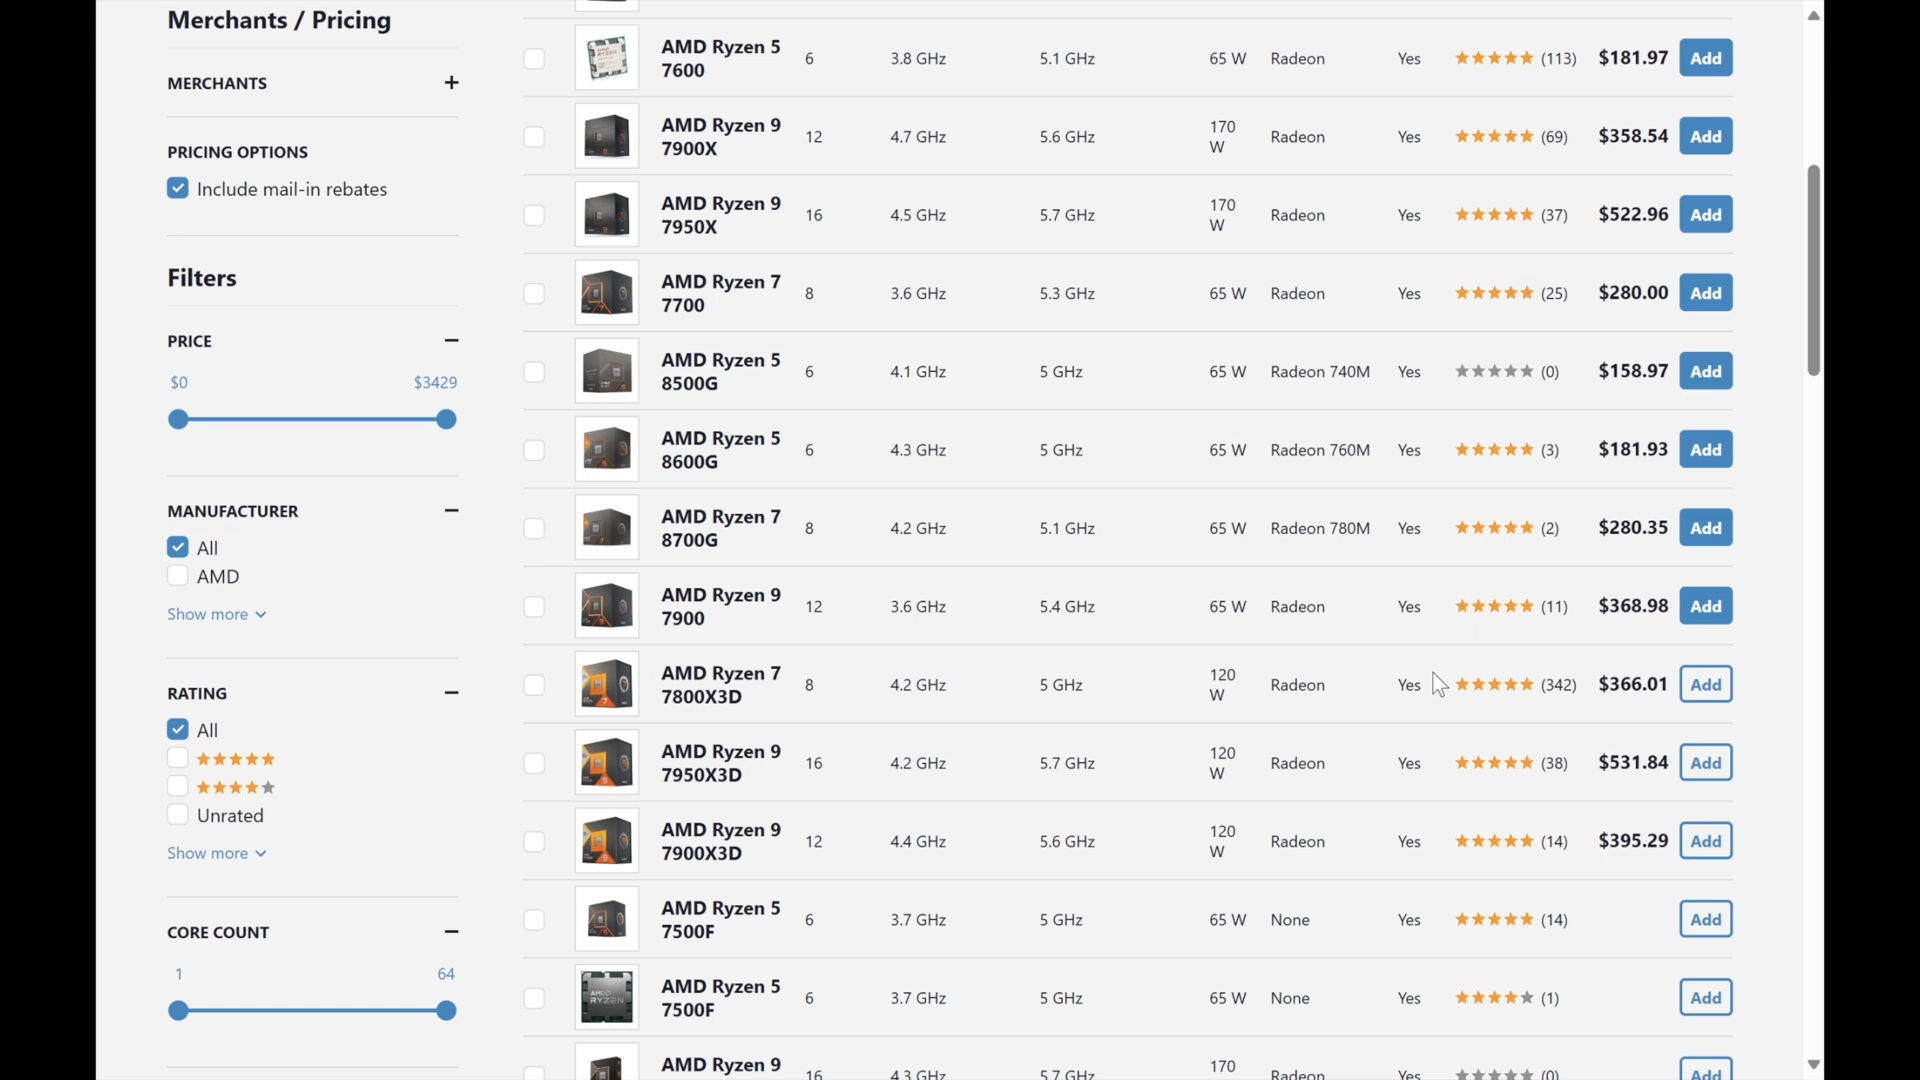 Merchants / Pricing
MERCHANTS
PRICING OPTIONS
Include mail-in rebates
Filters
PRICE
$0 $3429
MANUFACTURER
All
AMD
Show more
RATING
All
Unrated
Show more
CORE COUNT
1 64
AMD Ryzen 5
7600 6 3.8 GHz 5.1 GHz 65 W Radeon Yes (113) $181.97 Add
AMD Ryzen 9
7900X 12 4.7 GHz 5.6 GHz 170
W Radeon Yes (69) $358.54 Add
AMD Ryzen 9
7950X 16 4.5 GHz 5.7 GHz 170
W Radeon Yes (37) $522.96 Add
AMD Ryzen 7
7700 8 3.6 GHz 5.3 GHz 65 W Radeon Yes (25) $280.00 Add
AMD Ryzen 5
8500G 6 4.1 GHz 5 GHz 65 W Radeon 740M Yes (0) $158.97 Add
AMD Ryzen 5
8600G 6 4.3 GHz 5 GHz 65 W Radeon 760M Yes (3) $181.93 Add
AMD Ryzen 7
8700G 8 4.2 GHz 5.1 GHz 65 W Radeon 780M Yes (2) $280.35 Add
AMD Ryzen 9
7900 12 3.6 GHz 5.4 GHz 65 W Radeon Yes (11) $368.98 Add
AMD Ryzen 7
7800X3D 8 4.2 GHz 5 GHz 120
W Radeon Yes (342) $366.01 Add
AMD Ryzen 9
7950X3D 16 4.2 GHz 5.7 GHz 120
W Radeon Yes (38) $531.84 Add
AMD Ryzen 9
7900X3D 12 4.4 GHz 5.6 GHz 120
W Radeon Yes (14) $395.29 Add
AMD Ryzen 5
7500F 6 3.7 GHz 5 GHz 65 W None Yes (14) Add
AMD
RYZEN
AMD Ryzen 5
7500F 6 3.7 GHz 5 GHz 65 W None Yes (1) Add
AMD Ryzen 9
16 4.3 GHz 5.7 GHz 170 Radeon Yes (0) Add